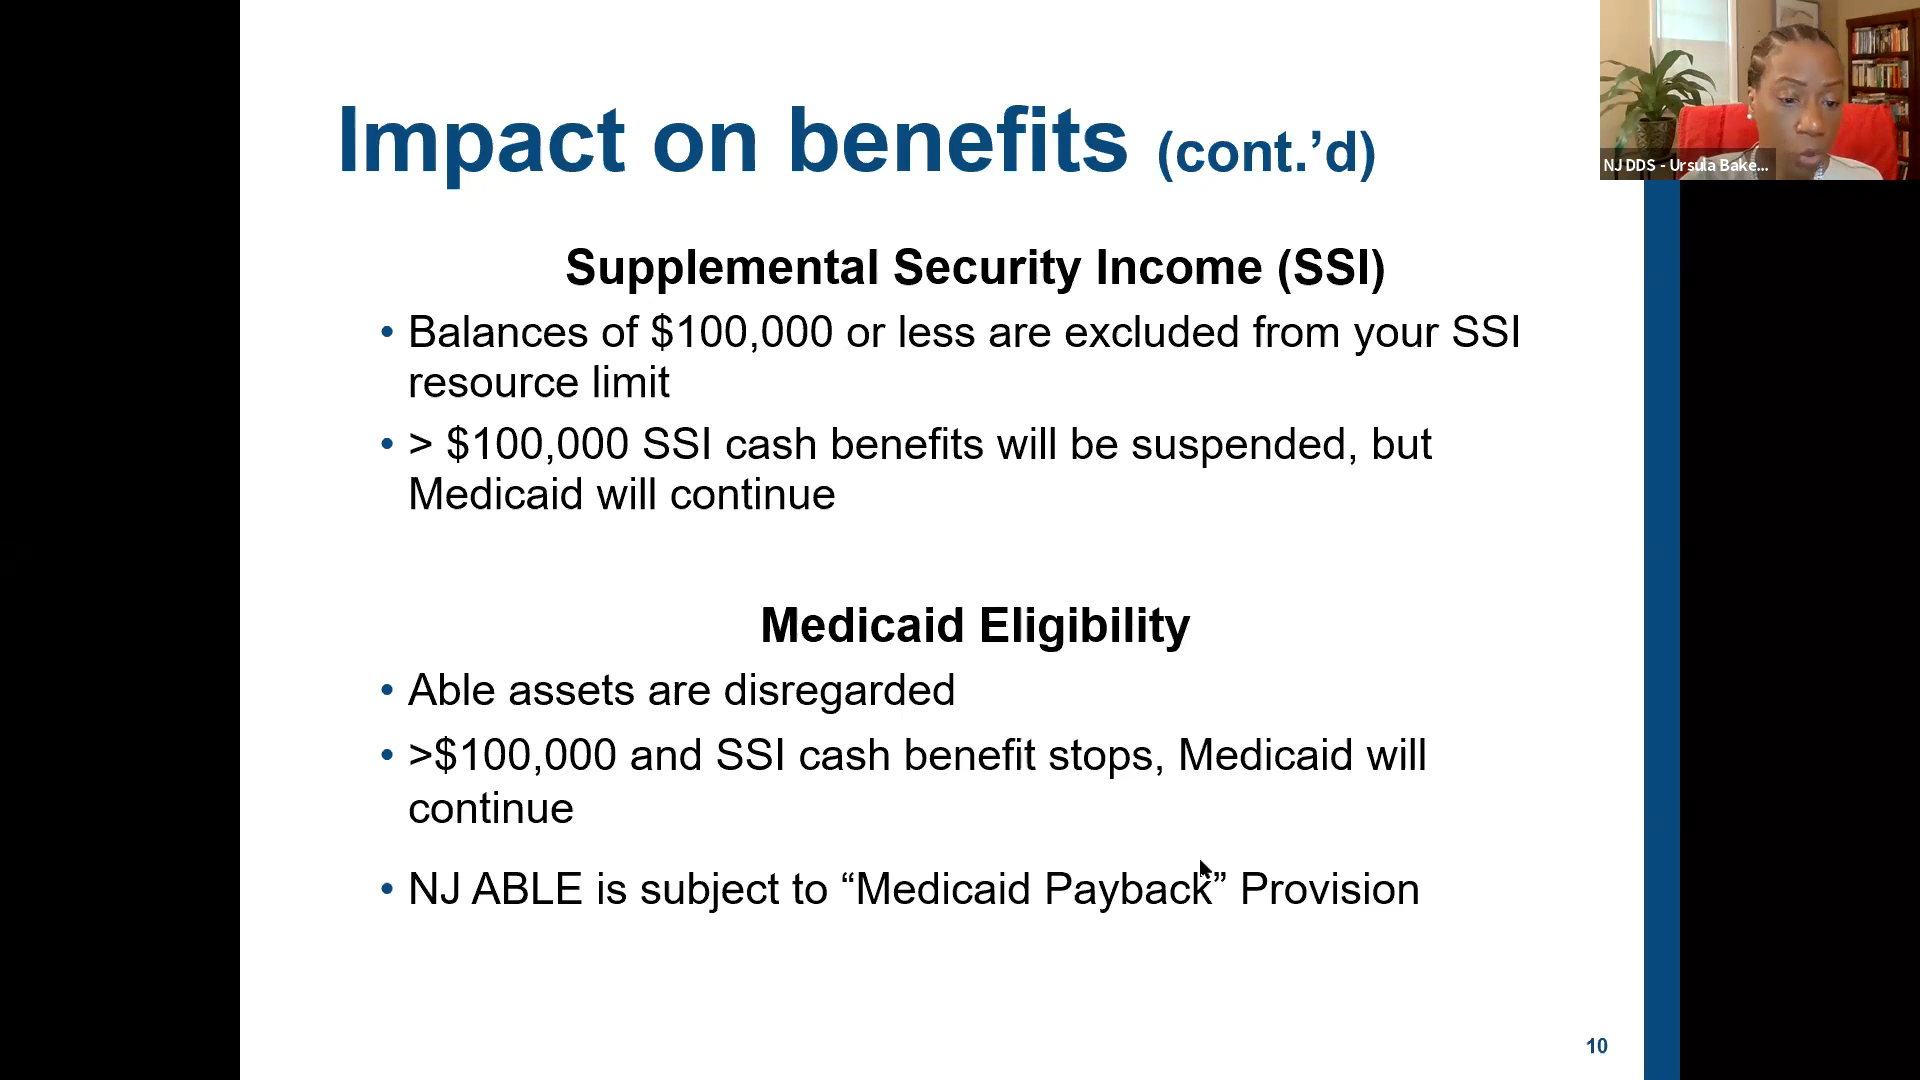 Impact on benefits (cont.’d)
NJ DDS - Ursula Bake...
Supplemental Security Income (SSI)
• Balances of $100,000 or less are excluded from your SSI
resource limit
• > $100,000 SSI cash benefits will be suspended, but
Medicaid will continue
Medicaid Eligibility
• Able assets are disregarded
• >$100,000 and SSI cash benefit stops, Medicaid will
continue
• NJ ABLE is subject to “Medicaid Payback” Provision
10